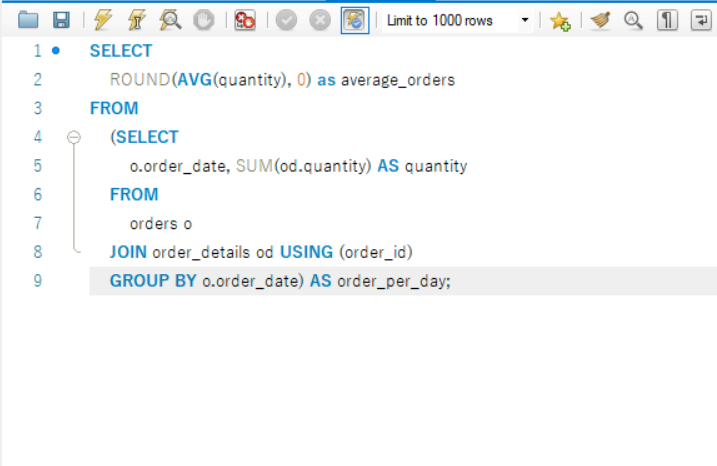 Limit to 1000 rows
1 SELECT
2 ROUND(AVG(quantity), 0) as average_orders
3 FROM
4 (SELECT
5 o.order_date, SUM(od.quantity) AS quantity
6 FROM
7 orders o
8 JOIN order_details od USING (order_id)
9 GROUP BY o.order_date) AS order_per_day;